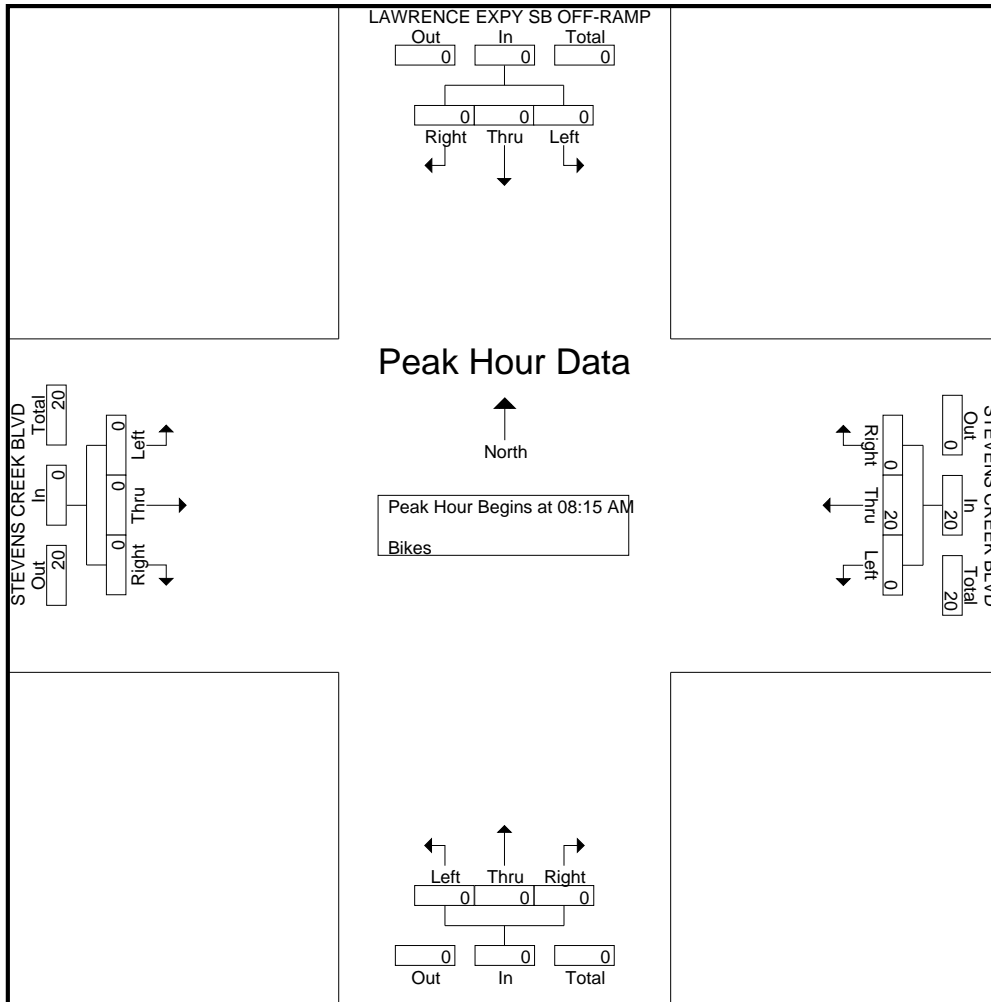 LAWRENCE EXPY SB OFF-RAMP
Out In Total
0 0 0
0 0 0
Right Thru Left
Peak Hour Data
North
Peak Hour Begins at 08:15 AM
Bikes
STEVENS CREEK BLVD
Out In Total
20 0 20
0 0 0
Right Thru Left
STEVENS CREEK BLVD
Out In Total
0 20 20
0 20 0
Right Thru Left
Left Thru Right
0 0 0
0 0 0
Out In Total